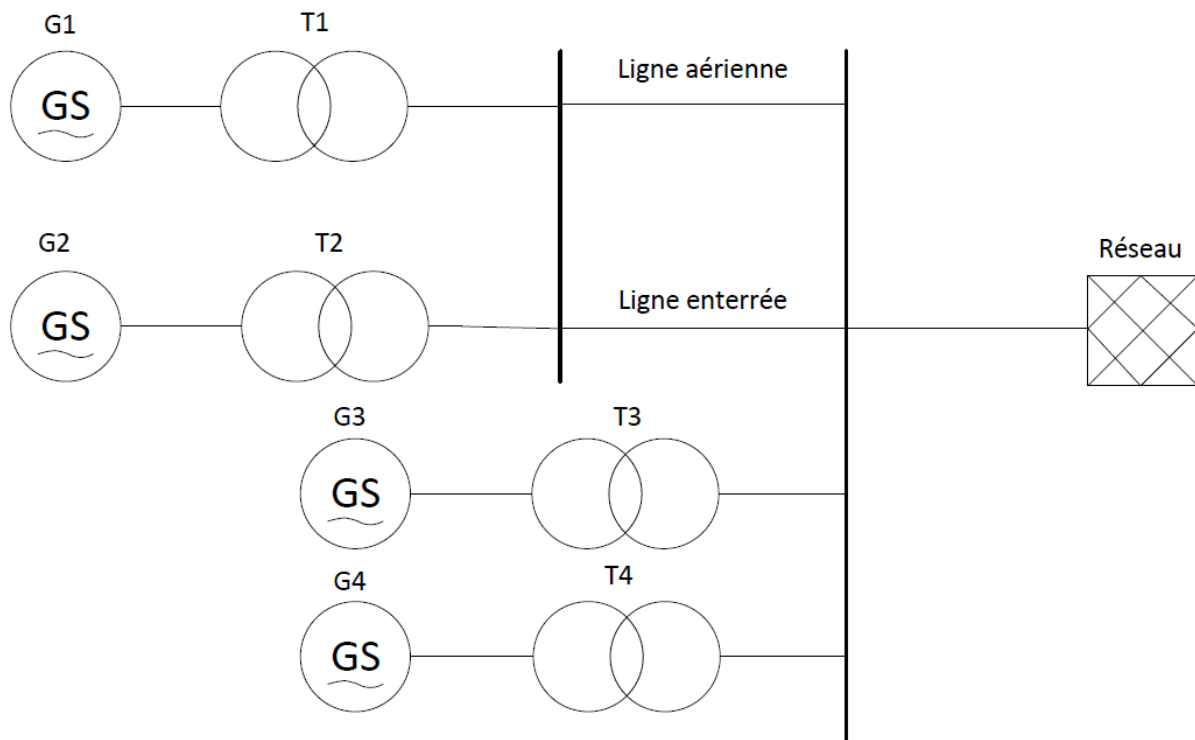 G1
T1
GS
Ligne aérienne
G2
T2
GS
Ligne enterrée
Réseau
G3
T3
GS
G4
T4
GS